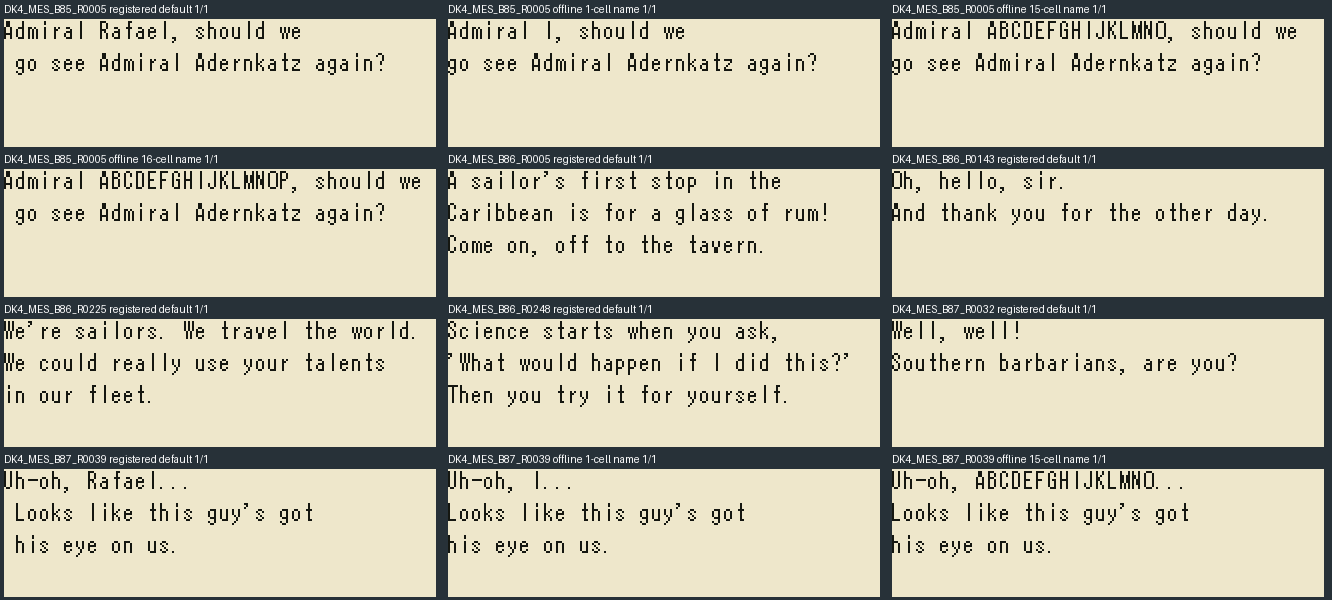 DK4_MES_B85_R0005 registered default 1/1
Admiral Rafael, should we
go see Admiral Adernkatz again?
DK4_MES_B85_R0005 offline 1-cell name 1/1
Admiral I, should we
go see Admiral Adernkatz again?
DK4_MES_B85_R0005 offline 15-cell name 1/1
Admiral ABCDEFGHIJKLMNO, should we
go see Admiral Adernkatz again?
DK4_MES_B85_R0005 offline 16-cell name 1/1
Admiral ABCDEFGHIJKLMNOP, should we
go see Admiral Adernkatz again?
DK4_MES_B86_R0005 registered default 1/1
A sailor's first stop in the
Caribbean is for a glass of rum!
Come on, off to the tavern.
DK4_MES_B86_R0143 registered default 1/1
Oh, hello, sir.
And thank you for the other day.
DK4_MES_B86_R0225 registered default 1/1
We're sailors. We travel the world.
We could really use your talents
in our fleet.
DK4_MES_B86_R0248 registered default 1/1
Science starts when you ask,
'What would happen if I did this?'
Then you try it for yourself.
DK4_MES_B87_R0032 registered default 1/1
Well, well!
Southern barbarians, are you?
DK4_MES_B87_R0039 registered default 1/1
Uh-oh, Rafael...
Looks like this guy's got
his eye on us.
DK4_MES_B87_R0039 offline 1-cell name 1/1
Uh-oh, I...
Looks like this guy's got
his eye on us.
DK4_MES_B87_R0039 offline 15-cell name 1/1
Uh-oh, ABCDEFGHIJKLMNO...
Looks like this guy's got
his eye on us.